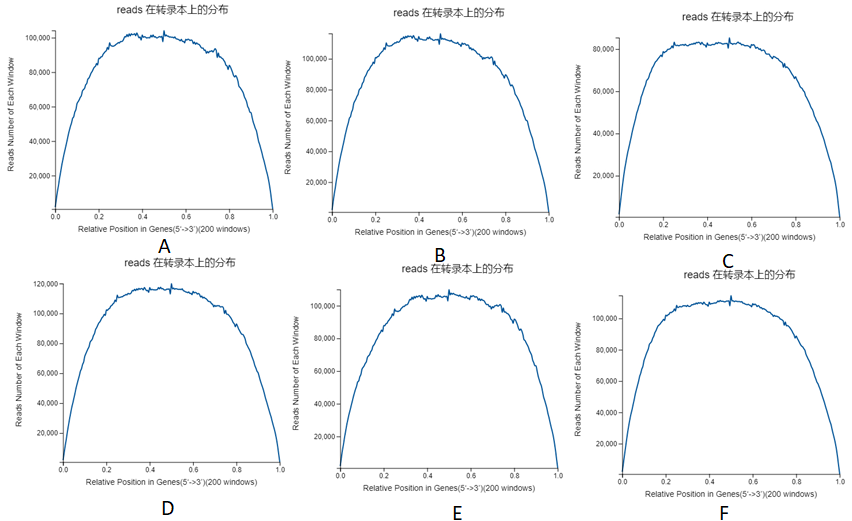 reads 在转录本上的分布
Reads Number of Each Window
100,000
80,000
60,000
40,000
20,000
0.0 0.2 0.4 0.6 0.8 1.0
Relative Position in Genes(5'->3')(200 windows)
A
reads 在转录本上的分布
Reads Number of Each Window
100,000
80,000
60,000
40,000
20,000
0.0 0.2 0.4 0.6 0.8 1.0
Relative Position in Genes(5'->3')(200 windows)
B
reads 在转录本上的分布
Reads Number of Each Window
80,000
60,000
40,000
20,000
0.0 0.2 0.4 0.6 0.8 1.0
Relative Position in Genes(5'->3')(200 windows)
C
reads 在转录本上的分布
Reads Number of Each Window
120,000
100,000
80,000
60,000
40,000
20,000
0.0 0.2 0.4 0.6 0.8 1.0
Relative Position in Genes(5'->3')(200 windows)
D
reads 在转录本上的分布
Reads Number of Each Window
100,000
80,000
60,000
40,000
20,000
0.0 0.2 0.4 0.6 0.8 1.0
Relative Position in Genes(5'->3')(200 windows)
E
reads 在转录本上的分布
Reads Number of Each Window
100,000
80,000
60,000
40,000
20,000
0.0 0.2 0.4 0.6 0.8 1.0
Relative Position in Genes(5'->3')(200 windows)
F